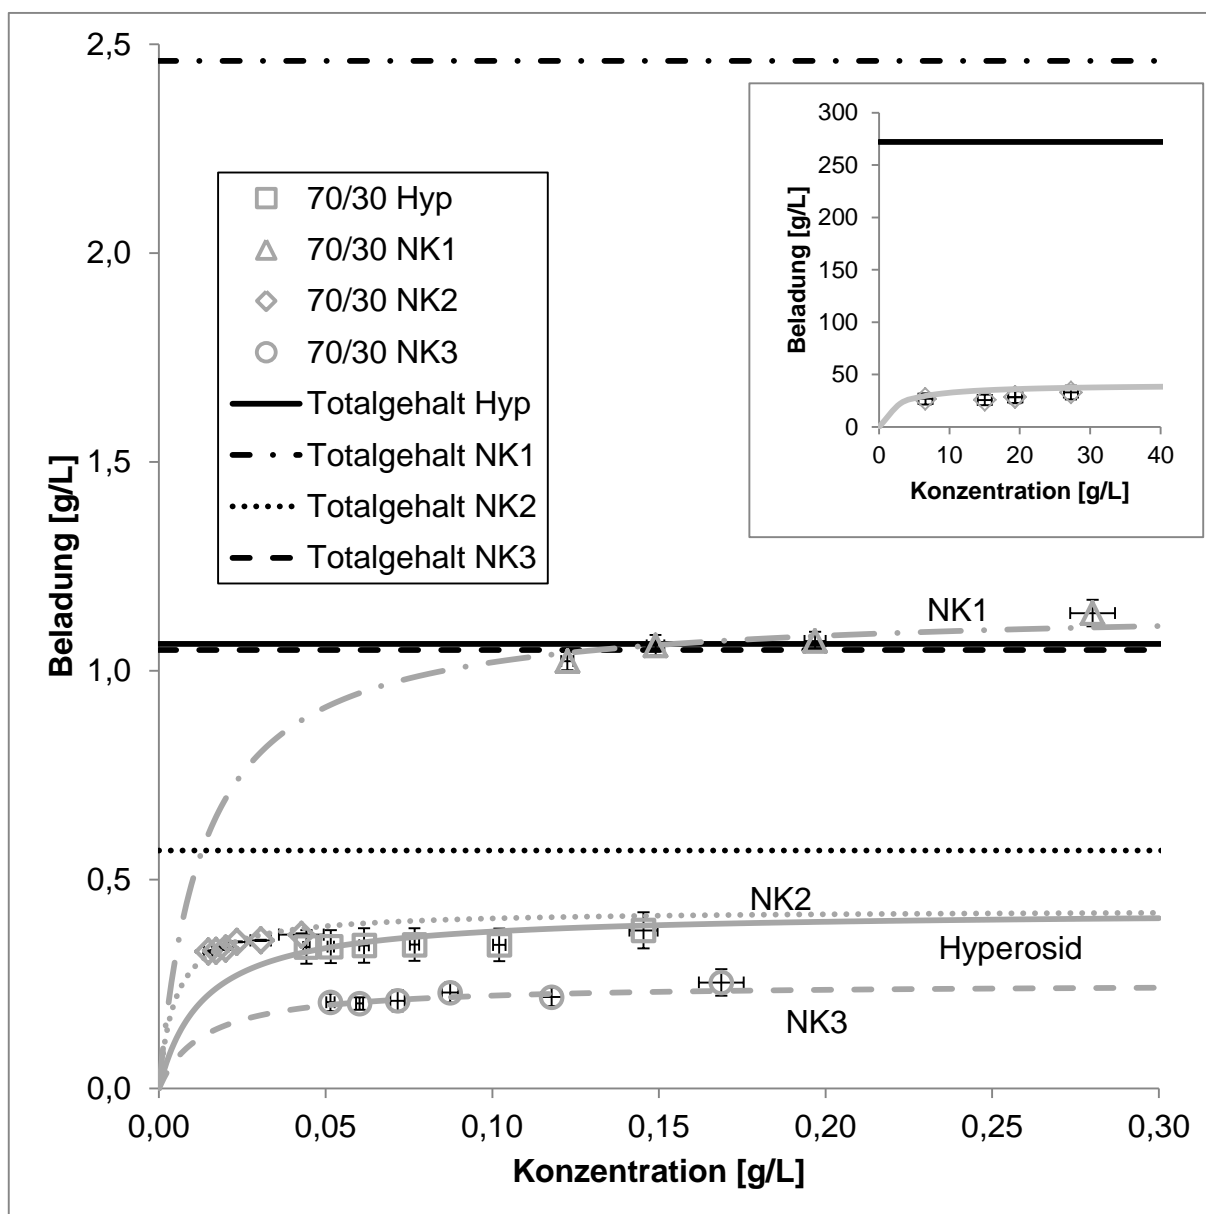 2,5
2,0
1,5
1,0
0,5
0,0
Beladung [g/L]
70/30 Hyp
70/30 NK1
70/30 NK2
70/30 NK3
Totalgehalt Hyp
Totalgehalt NK1
Totalgehalt NK2
Totalgehalt NK3
300
250
200
150
100
50
0
Beladung [g/L]
0 10 20 30 40
Konzentration [g/L]
NK1
NK2
Hyperosid
NK3
0,00 0,05 0,10 0,15 0,20 0,25 0,30
Konzentration [g/L]